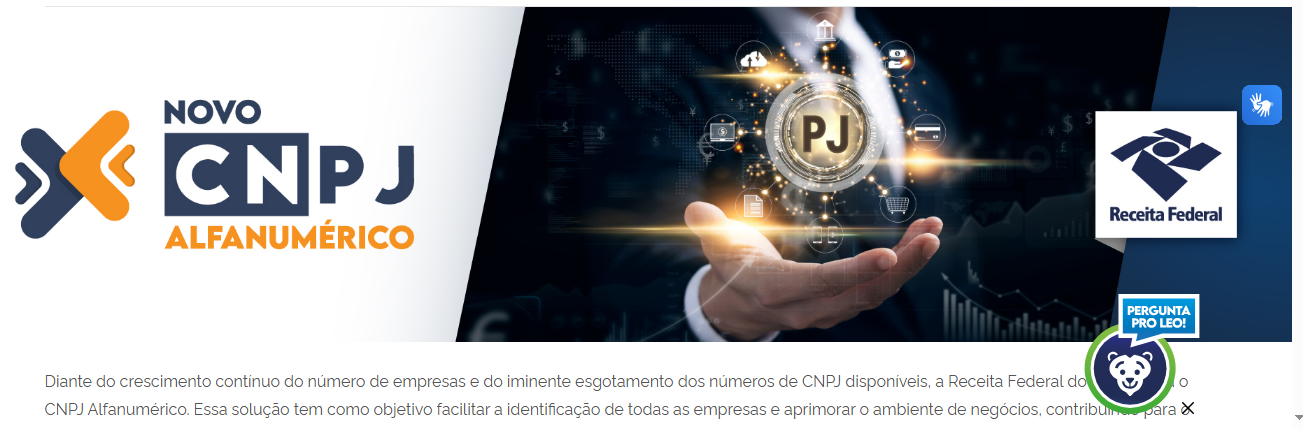 NOVO
CNPJ
ALFANUMÉRICO
PJ
Receita Federal
PERGUNTA
PRO LEO!
Diante do crescimento contínuo do número de empresas e do iminente esgotamento dos números de CNPJ disponíveis, a Receita Federal do o
CNPJ Alfanumérico. Essa solução tem como objetivo facilitar a identificação de todas as empresas e aprimorar o ambiente de negócios, contribuindo para